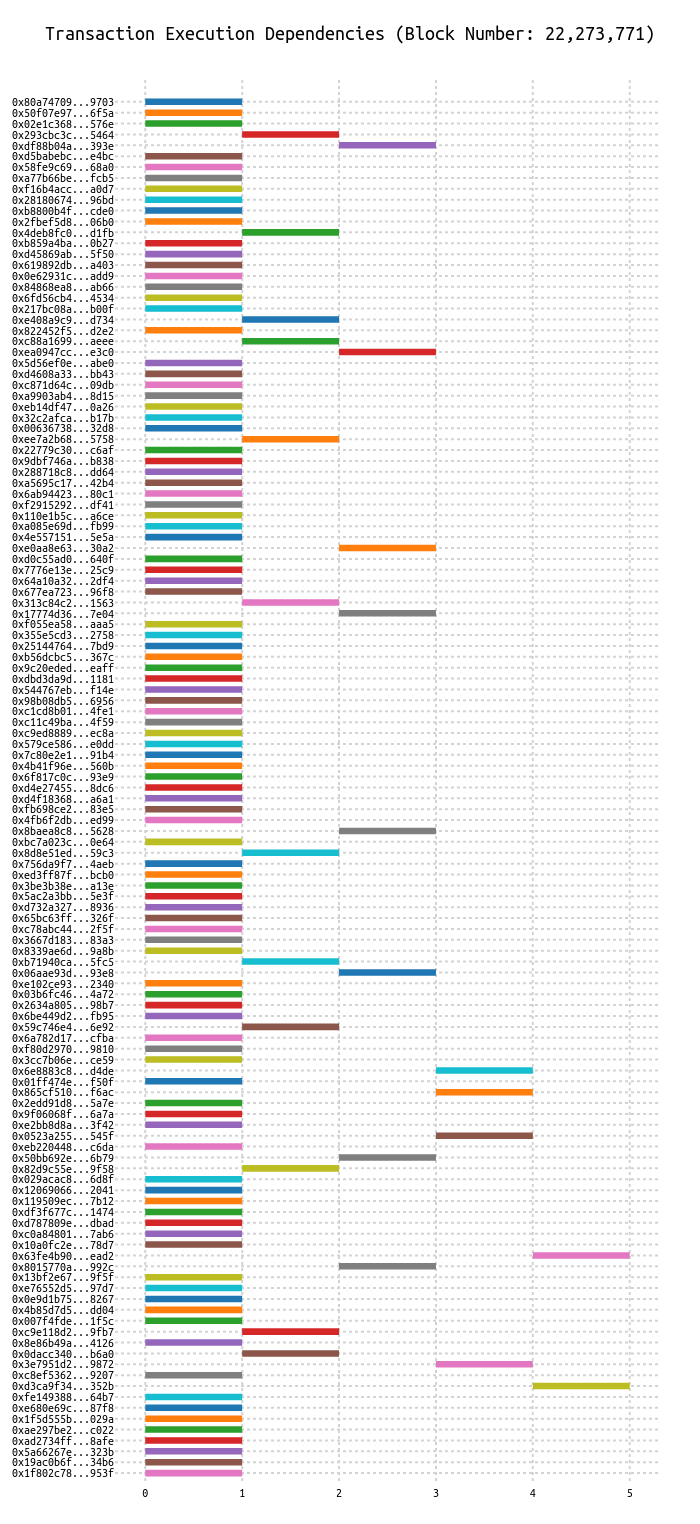 Transaction Execution Dependencies (Block Number: 22,273,771)
0x80a74709...9703
0x50f07e97...6f5a
0x02e1c368...576e
0x293cbc3c...5464
0xdf88b04a...393e
0xd5babebc...e4bc
0x58fe9c69...68a0
0xa77b66be...fcb5
0xf16b4acc...a0d7
0x28180674...96bd
0xb8800b4f...cde0
0x2fbef5d8...06b0
0x4deb8fc0...d1fb
0xb859a4ba...0b27
0xd45869ab...5f50
0x619892db...a403
0x0e62931c...add9
0x84868ea8...ab66
0x6fd56cb4...4534
0x217bc08a...b00f
0xe408a9c9...d734
0x822452f5...d2e2
0xc88a1699...aeee
0xea0947cc...e3c0
0x5d56ef0e...abe0
0xd4608a33...bb43
0xc871d64c...09db
0xa9903ab4...8d15
0xeb14df47...0a26
0x32c2afca...b17b
0x00636738...32d8
0xee7a2b68...5758
0x22779c30...c6af
0x9dbf746a...b838
0x288718c8...dd64
0xa5695c17...42b4
0x6ab94423...80c1
0xf2915292...df41
0x110e1b5c...a6ce
0xa085e69d...fb99
0x4e557151...5e5a
0xe0aa8e63...30a2
0xd0c55ad0...640f
0x7776e13e...25c9
0x64a10a32...2df4
0x677ea723...96f8
0x313c84c2...1563
0x17774d36...7e04
0xf055ea58...aaa5
0x355e5cd3...2758
0x25144764...7bd9
0xb56dcbc5...367c
0x9c20eded...eaff
0xdbd3da9d...1181
0x544767eb...f14e
0x98b08db5...6956
0xc1cd8b01...4fe1
0xc11c49ba...4f59
0xc9ed8889...ec8a
0x579ce586...e0dd
0x7c80e2e1...91b4
0x4b41f96e...560b
0x6f817c0c...93e9
0xd4e27455...8dc6
0xd4f18368...a6a1
0xfb698ce2...83e5
0x4fb6f2db...ed99
0x8baea8c8...5628
0xbc7a023c...0e64
0x8d8e51ed...59c3
0x756da9f7...4aeb
0xed3ff87f...bcb0
0x3be3b38e...a13e
0x5ac2a3bb...5e3f
0xd732a327...8936
0x65bc63ff...326f
0xc78abc44...2f5f
0x3667d183...83a3
0x8339ae6d...9a8b
0xb71940ca...5fc5
0x06aae93d...93e8
0xe102ce93...2340
0x03b6fc46...4a72
0x2634a805...98b7
0x6be449d2...fb95
0x59c746e4...6e92
0x6a782d17...cfba
0xf80d2970...9810
0x3cc7b06e...ce59
0x6e8883c8...d4de
0x01ff474e...f50f
0x865cf510...f6ac
0x2edd91d8...5a7e
0x9f06068f...6a7a
0xe2bb8d8a...3f42
0x0523a255...545f
0xeb220448...c6da
0x50bb692e...6b79
0x82d9c55e...9f58
0x029acac8...6d8f
0x12069066...2041
0x119509ec...7b12
0xdf3f677c...1474
0xd787809e...dbad
0xc0a84801...7ab6
0x10a0fc2e...78d7
0x63fe4b90...ead2
0x8015770a...992c
0x13bf2e67...9f5f
0xe76552d5...97d7
0x0e9d1b75...8267
0x4b85d7d5...dd04
0x007f4fde...1f5c
0xc9e118d2...9fb7
0x8e86b49a...4126
0x0dacc340...b6a0
0x3e7951d2...9872
0xc8ef5362...9207
0xd3ca9f34...352b
0xfe149388...64b7
0xe680e69c...87f8
0x1f5d555b...029a
0xae297be2...c022
0xad2734ff...8afe
0x5a66267e...323b
0x19ac0b6f...34b6
0x1f802c78...953f
0 1 2 3 4 5